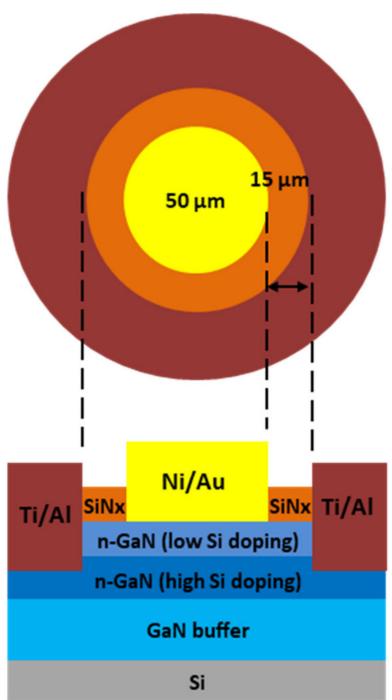 15 μm
50 μm
Ni/Au
Ti/Al
SiNx
SiNx
Ti/Al
n-GaN (low Si doping)
n-GaN (high Si doping)
GaN buffer
Si